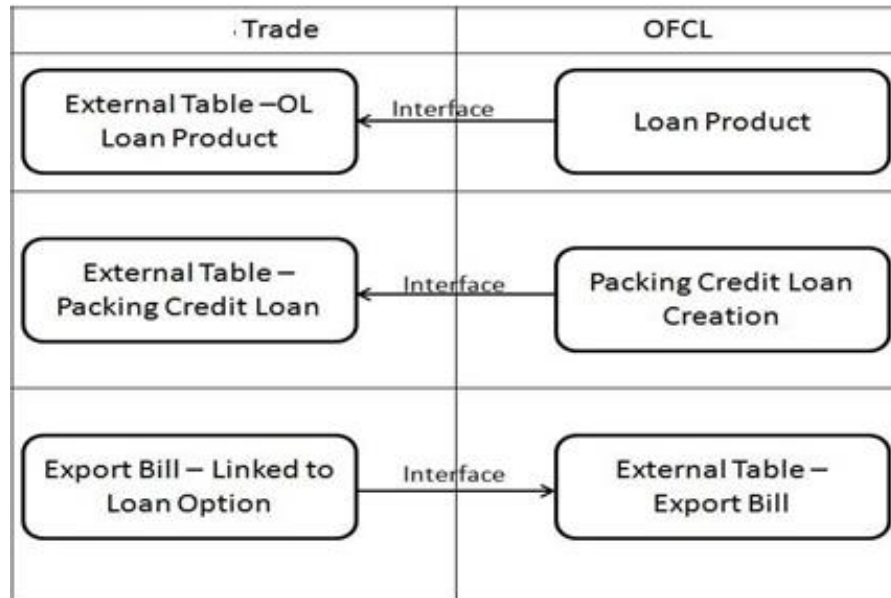 Trade
OFCL
External Table –OL
Loan Product
Interface
Loan Product
External Table –
Packing Credit Loan
Interface
Packing Credit Loan
Creation
Export Bill – Linked to
Loan Option
Interface
External Table –
Export Bill